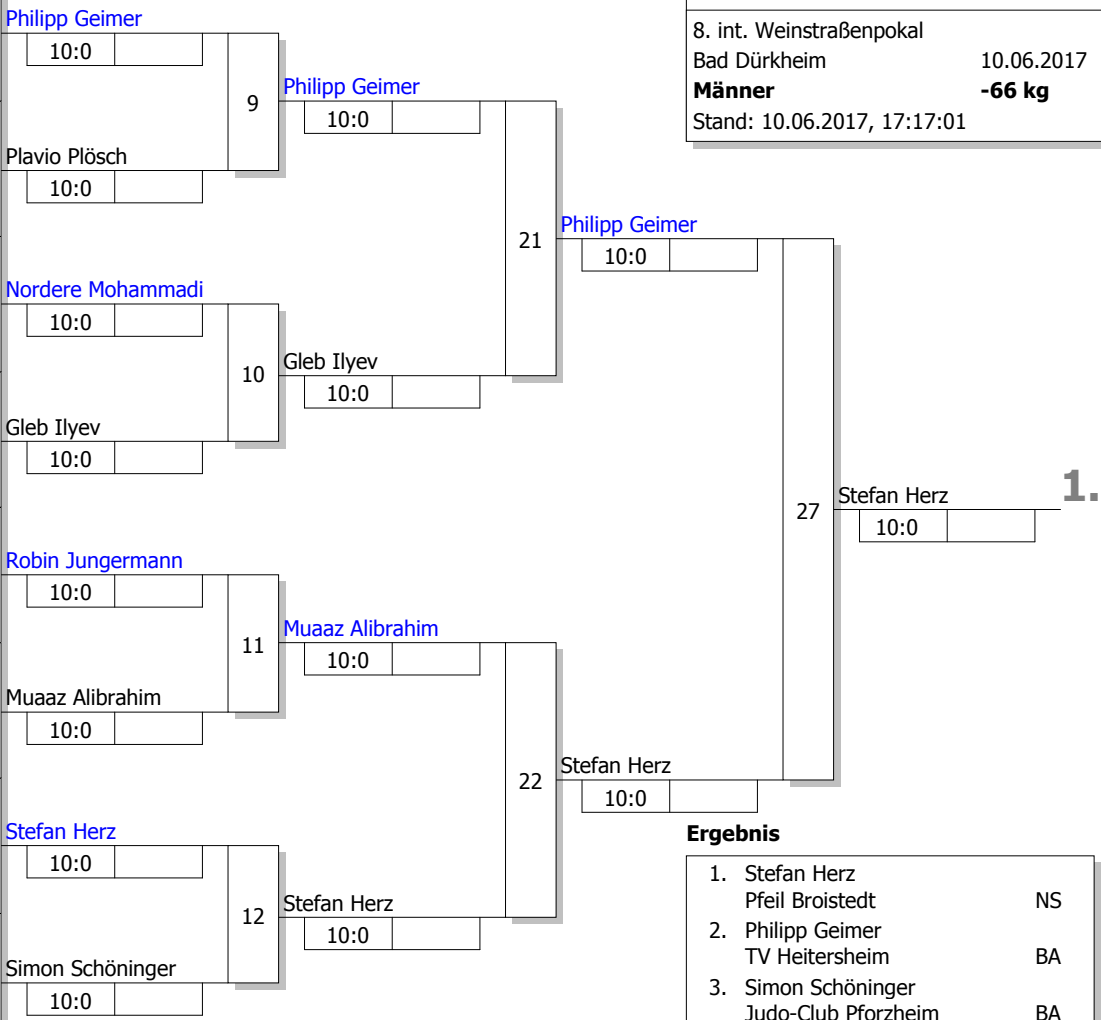 Philipp Geimer
10:0
9
Plavio Plösch
10:0
Nordere Mohammadi
10:0
10
Gleb Ilyev
10:0
Robin Jungermann
10:0
11
Muaaz Alibrahim
10:0
Stefan Herz
10:0
12
Simon Schöninger
10:0
Philipp Geimer
10:0
21
Gleb Ilyev
10:0
Muaaz Alibrahim
10:0
22
Stefan Herz
10:0
Philipp Geimer
10:0
27
Stefan Herz
10:0
Stefan Herz 1.
10:0
8. int. Weinstraßenpokal
Bad Dürkheim 10.06.2017
Männer -66 kg
Stand: 10.06.2017, 17:17:01
Ergebnis
1. Stefan Herz
Pfeil Broistedt NS
2. Philipp Geimer
TV Heitersheim BA
3. Simon Schöninger
Judo-Club Pforzheim BA